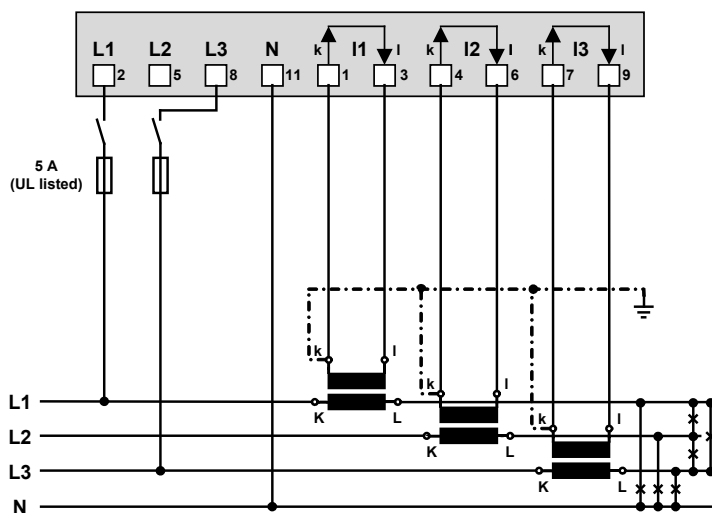 L1 L2 L3 N k I1 l k I2 l k I3 l
2 5 8 11 1 3 4 6 7 9
5 A
(UL listed)
k l
k l
L1 K L k l
L2 K L
L3 K L
N